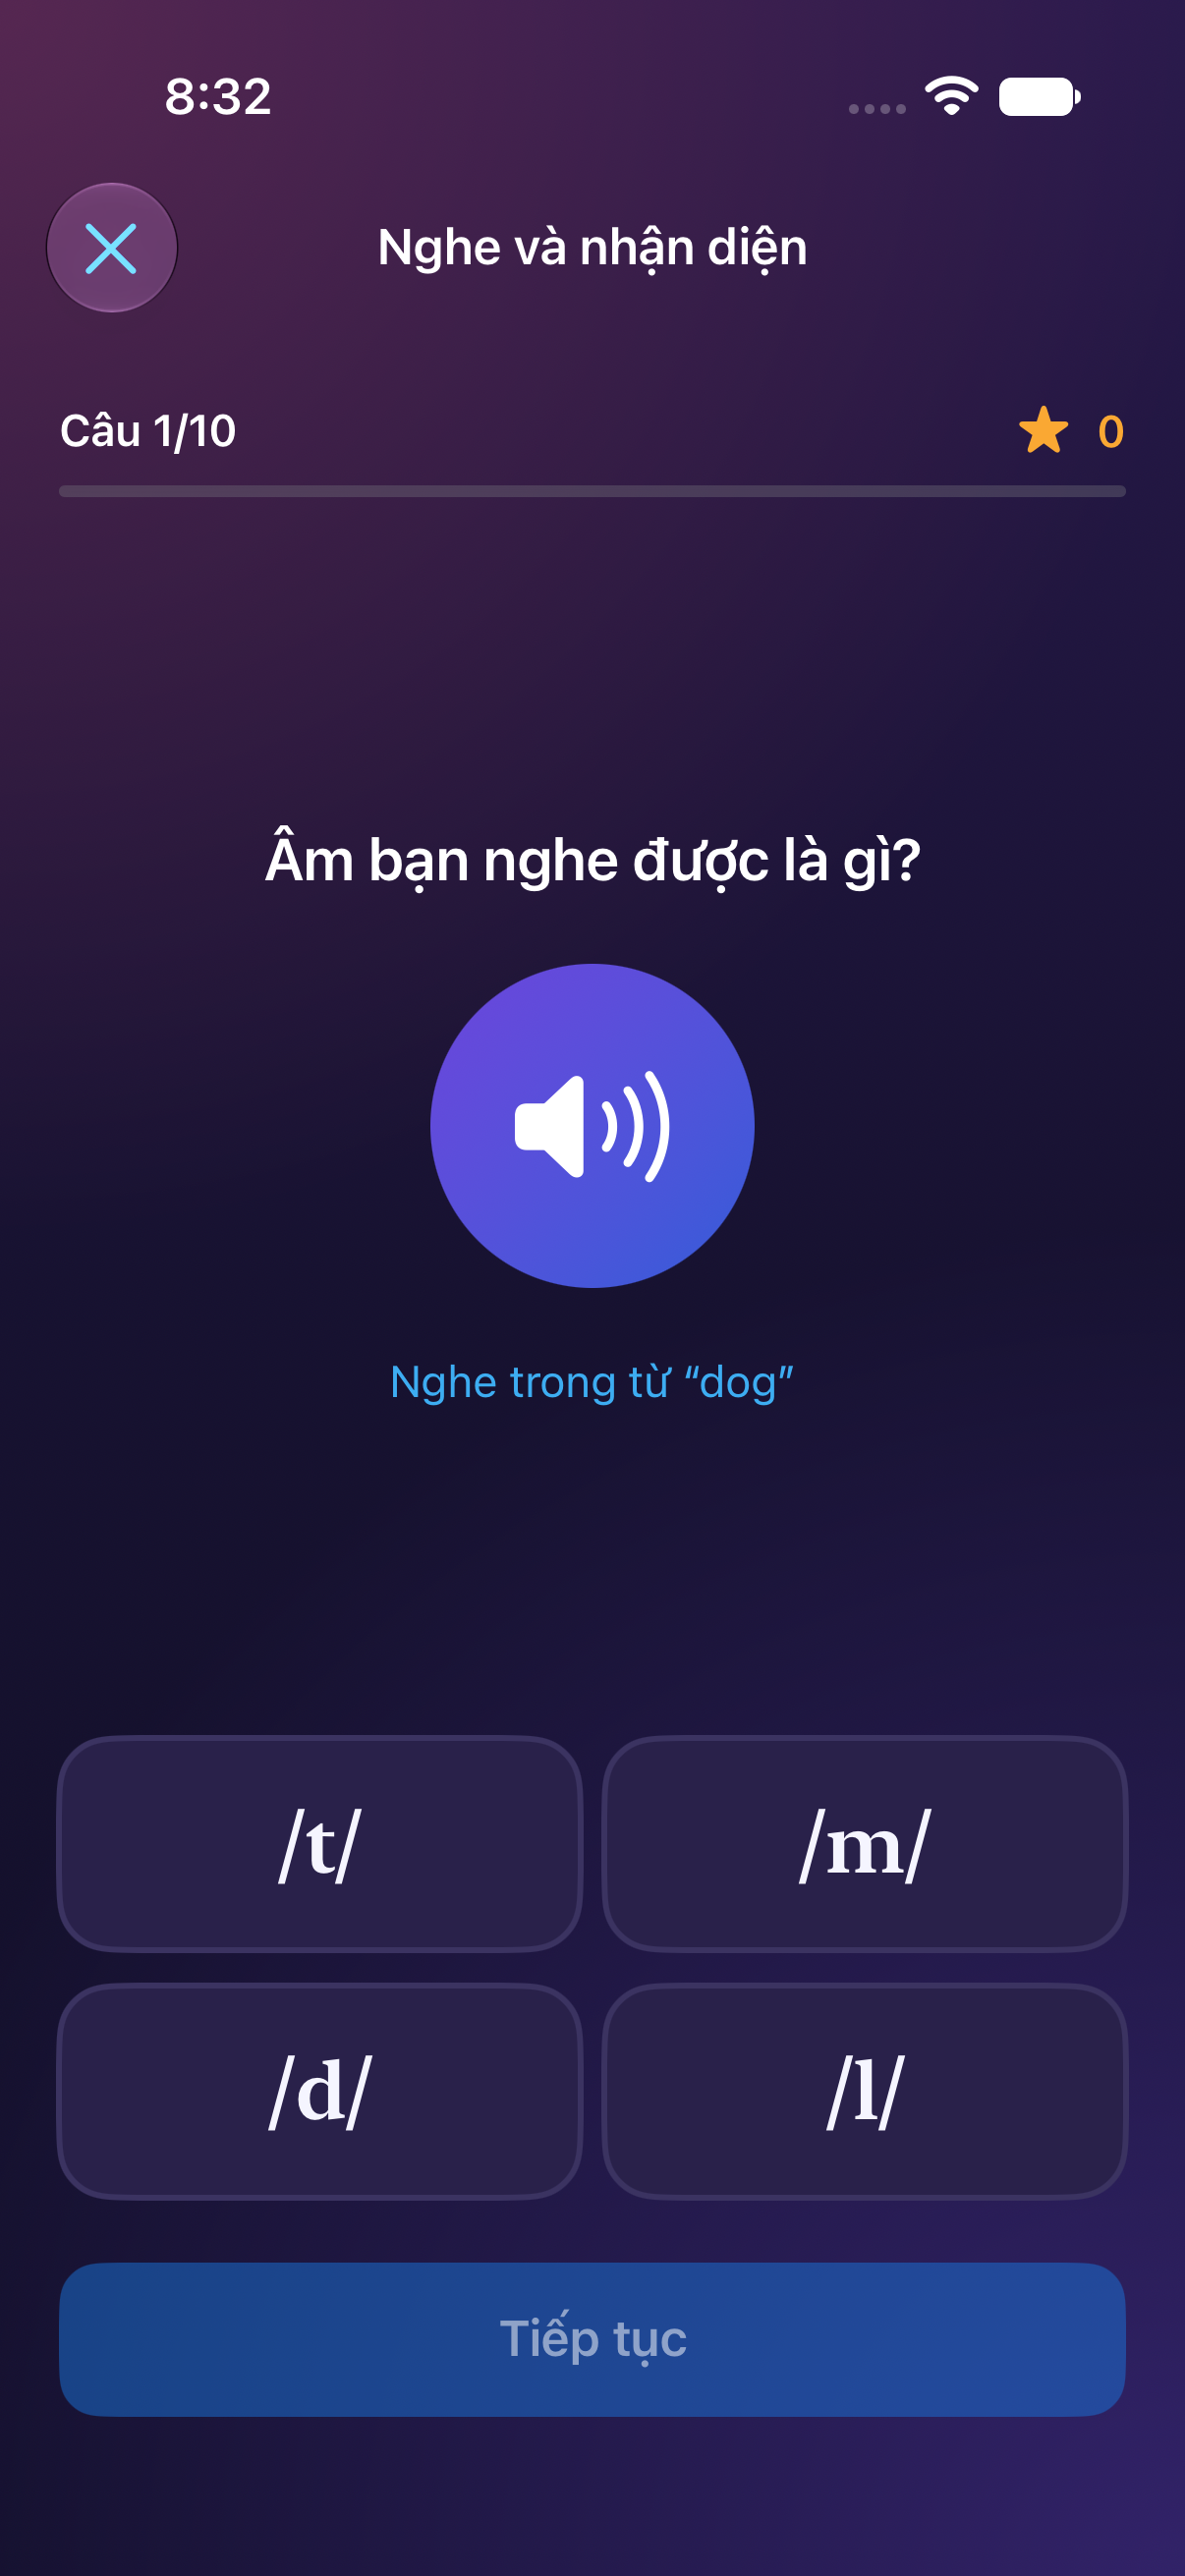 8:32
Nghe và nhận diện
Câu 1/10
0
Âm bạn nghe được là gì?
Nghe trong từ “dog”
/t/
/m/
/d/
/l/
Tiếp tục